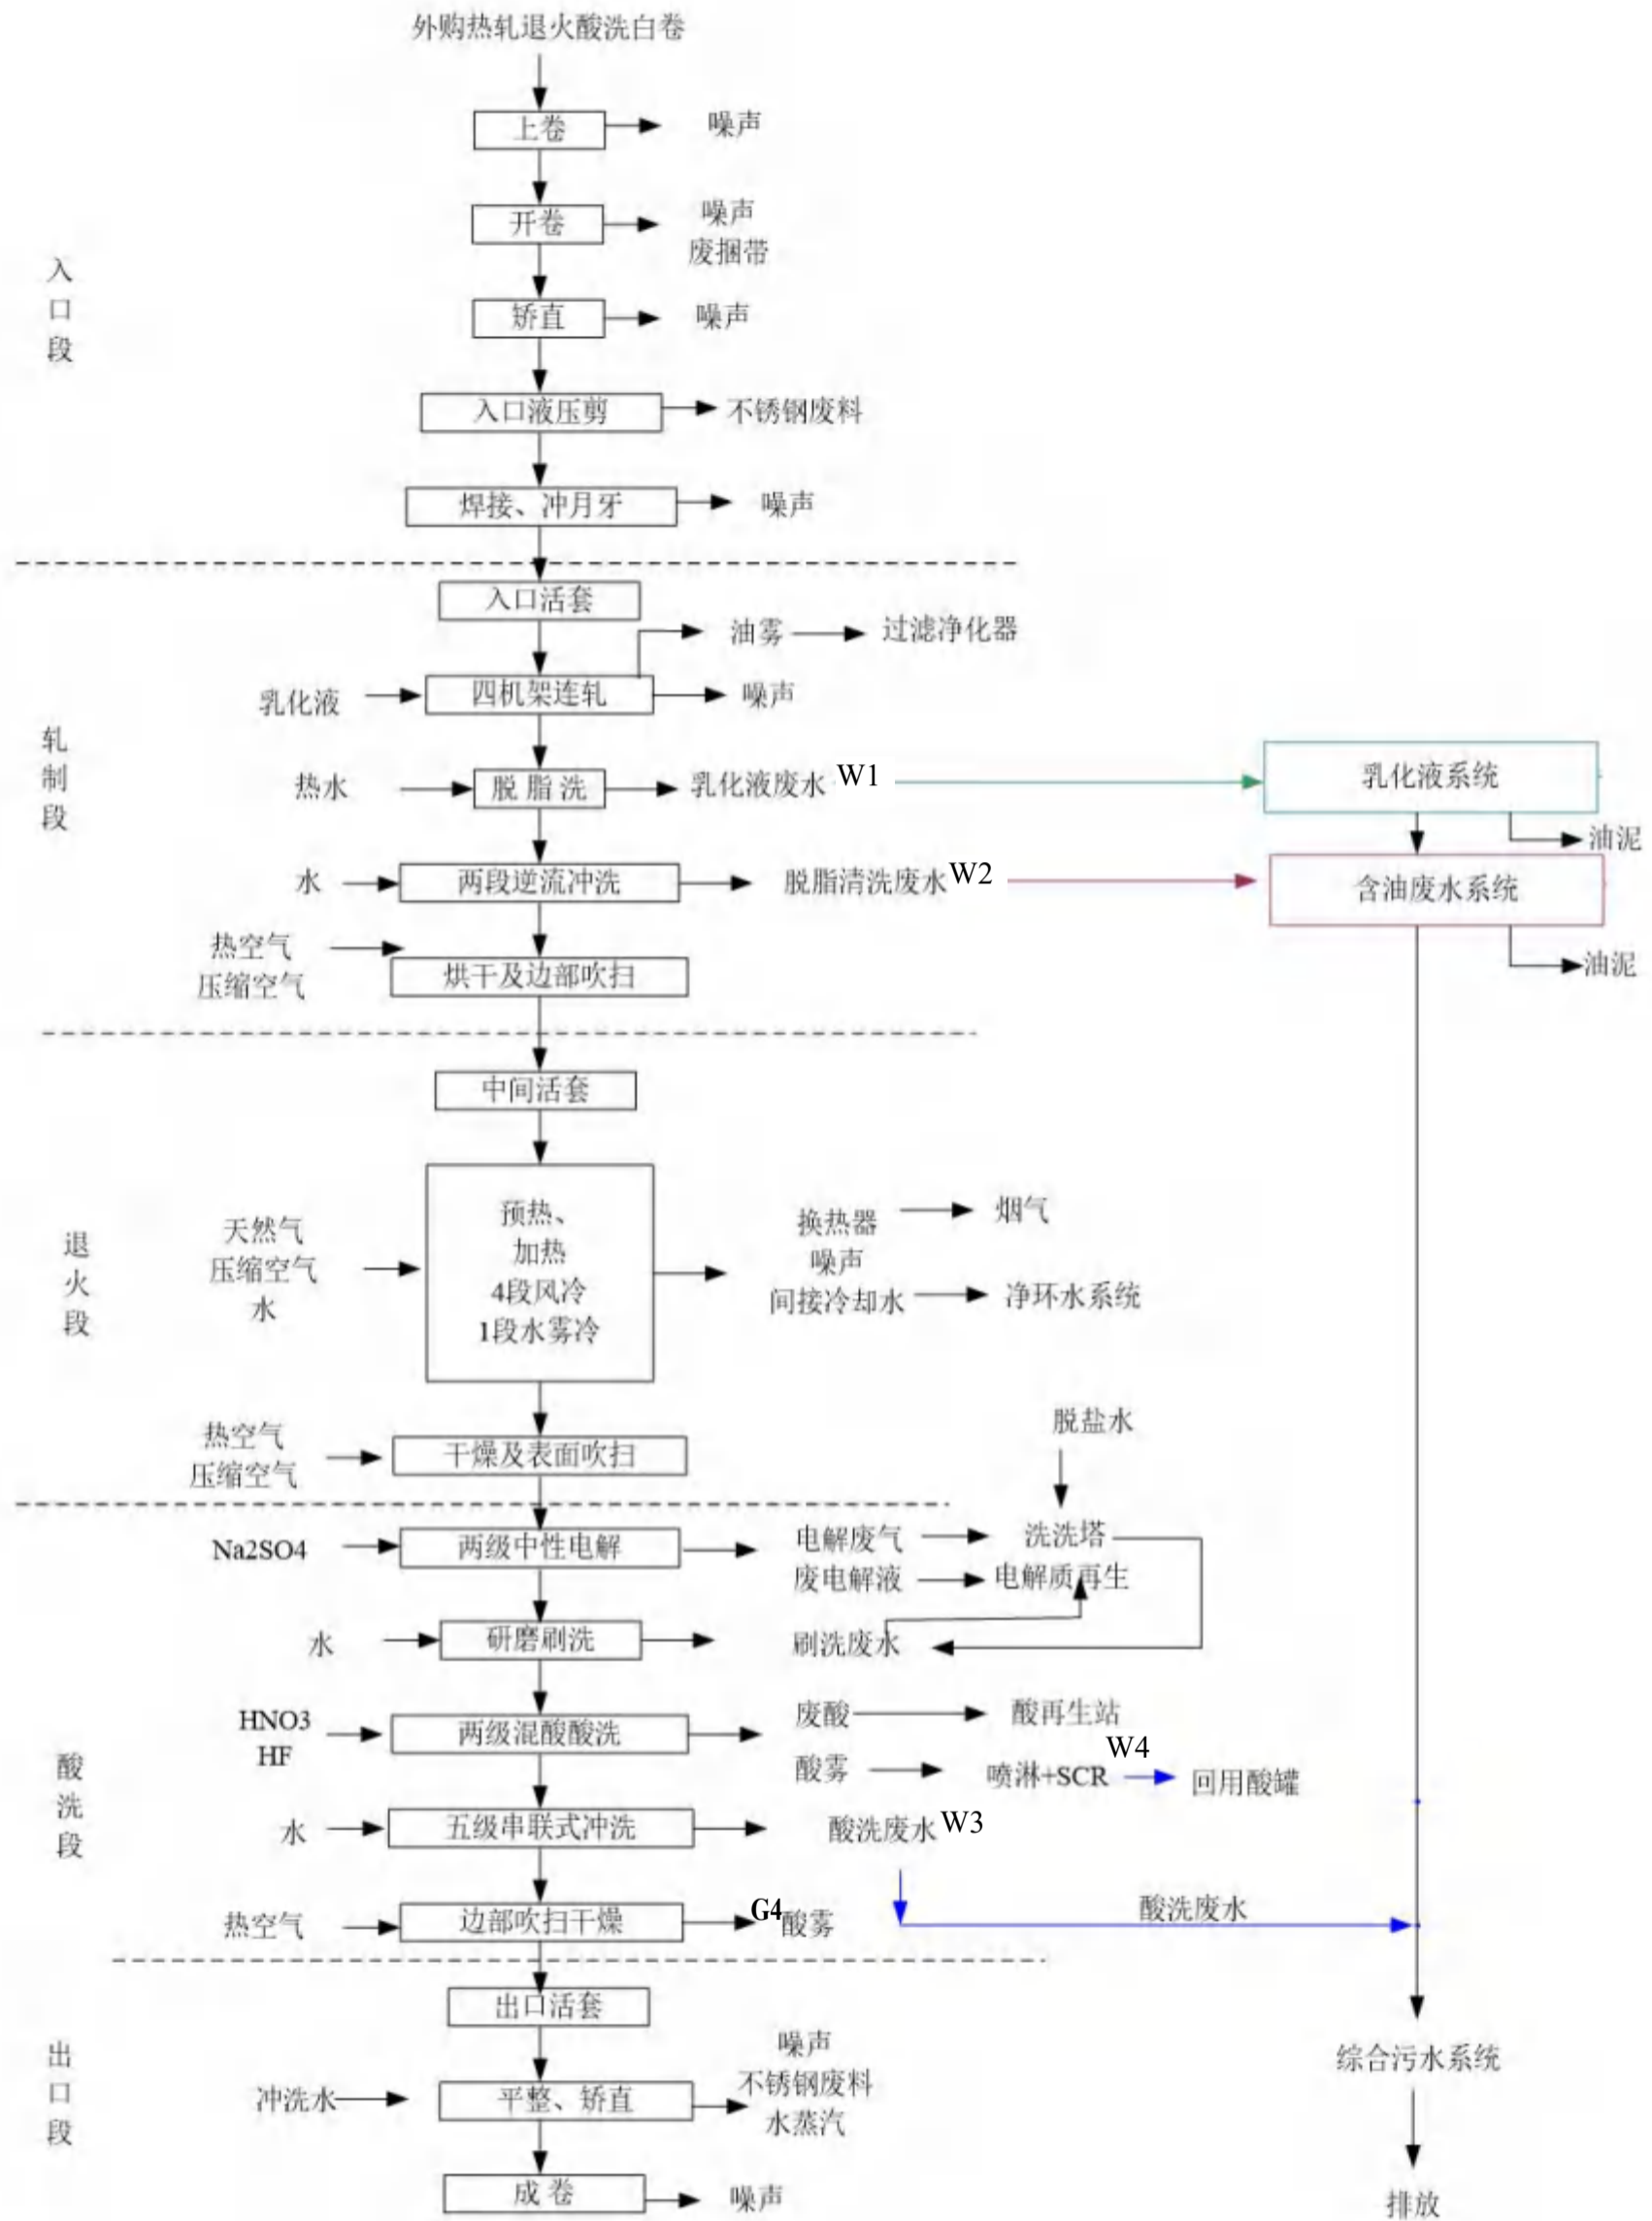 外购热轧退火酸洗白卷
上卷
噪声
开卷
噪声
废捆带
入口段
矫直
噪声
入口液压剪
不锈钢废料
焊接、冲月牙
噪声
入口活套
油雾
过滤净化器
乳化液
四机架连轧
噪声
轧制段
热水
脱脂洗
乳化液废水 W1
乳化液系统
油泥
水
两段逆流冲洗
脱脂清洗废水 W2
含油废水系统
油泥
热空气
压缩空气
烘干及边部吹扫
中间活套
退火段
天然气
压缩空气
水
预热、
加热
4段风冷
1段水雾冷
换热器
烟气
噪声
间接冷却水
净环水系统
热空气
压缩空气
干燥及表面吹扫
脱盐水
Na2SO4
两级中性电解
电解废气
洗洗塔
废电解液
电解质再生
水
研磨刷洗
刷洗废水
酸洗段
HNO3
HF
两级混酸酸洗
废酸
酸再生站
酸雾
喷淋+SCR
W4
回用酸罐
水
五级串联式冲洗
酸洗废水 W3
酸洗废水
热空气
边部吹扫干燥
G4 酸雾
出口段
出口活套
冲洗水
平整、矫直
噪声
不锈钢废料
水蒸汽
综合污水系统
成卷
噪声
排放